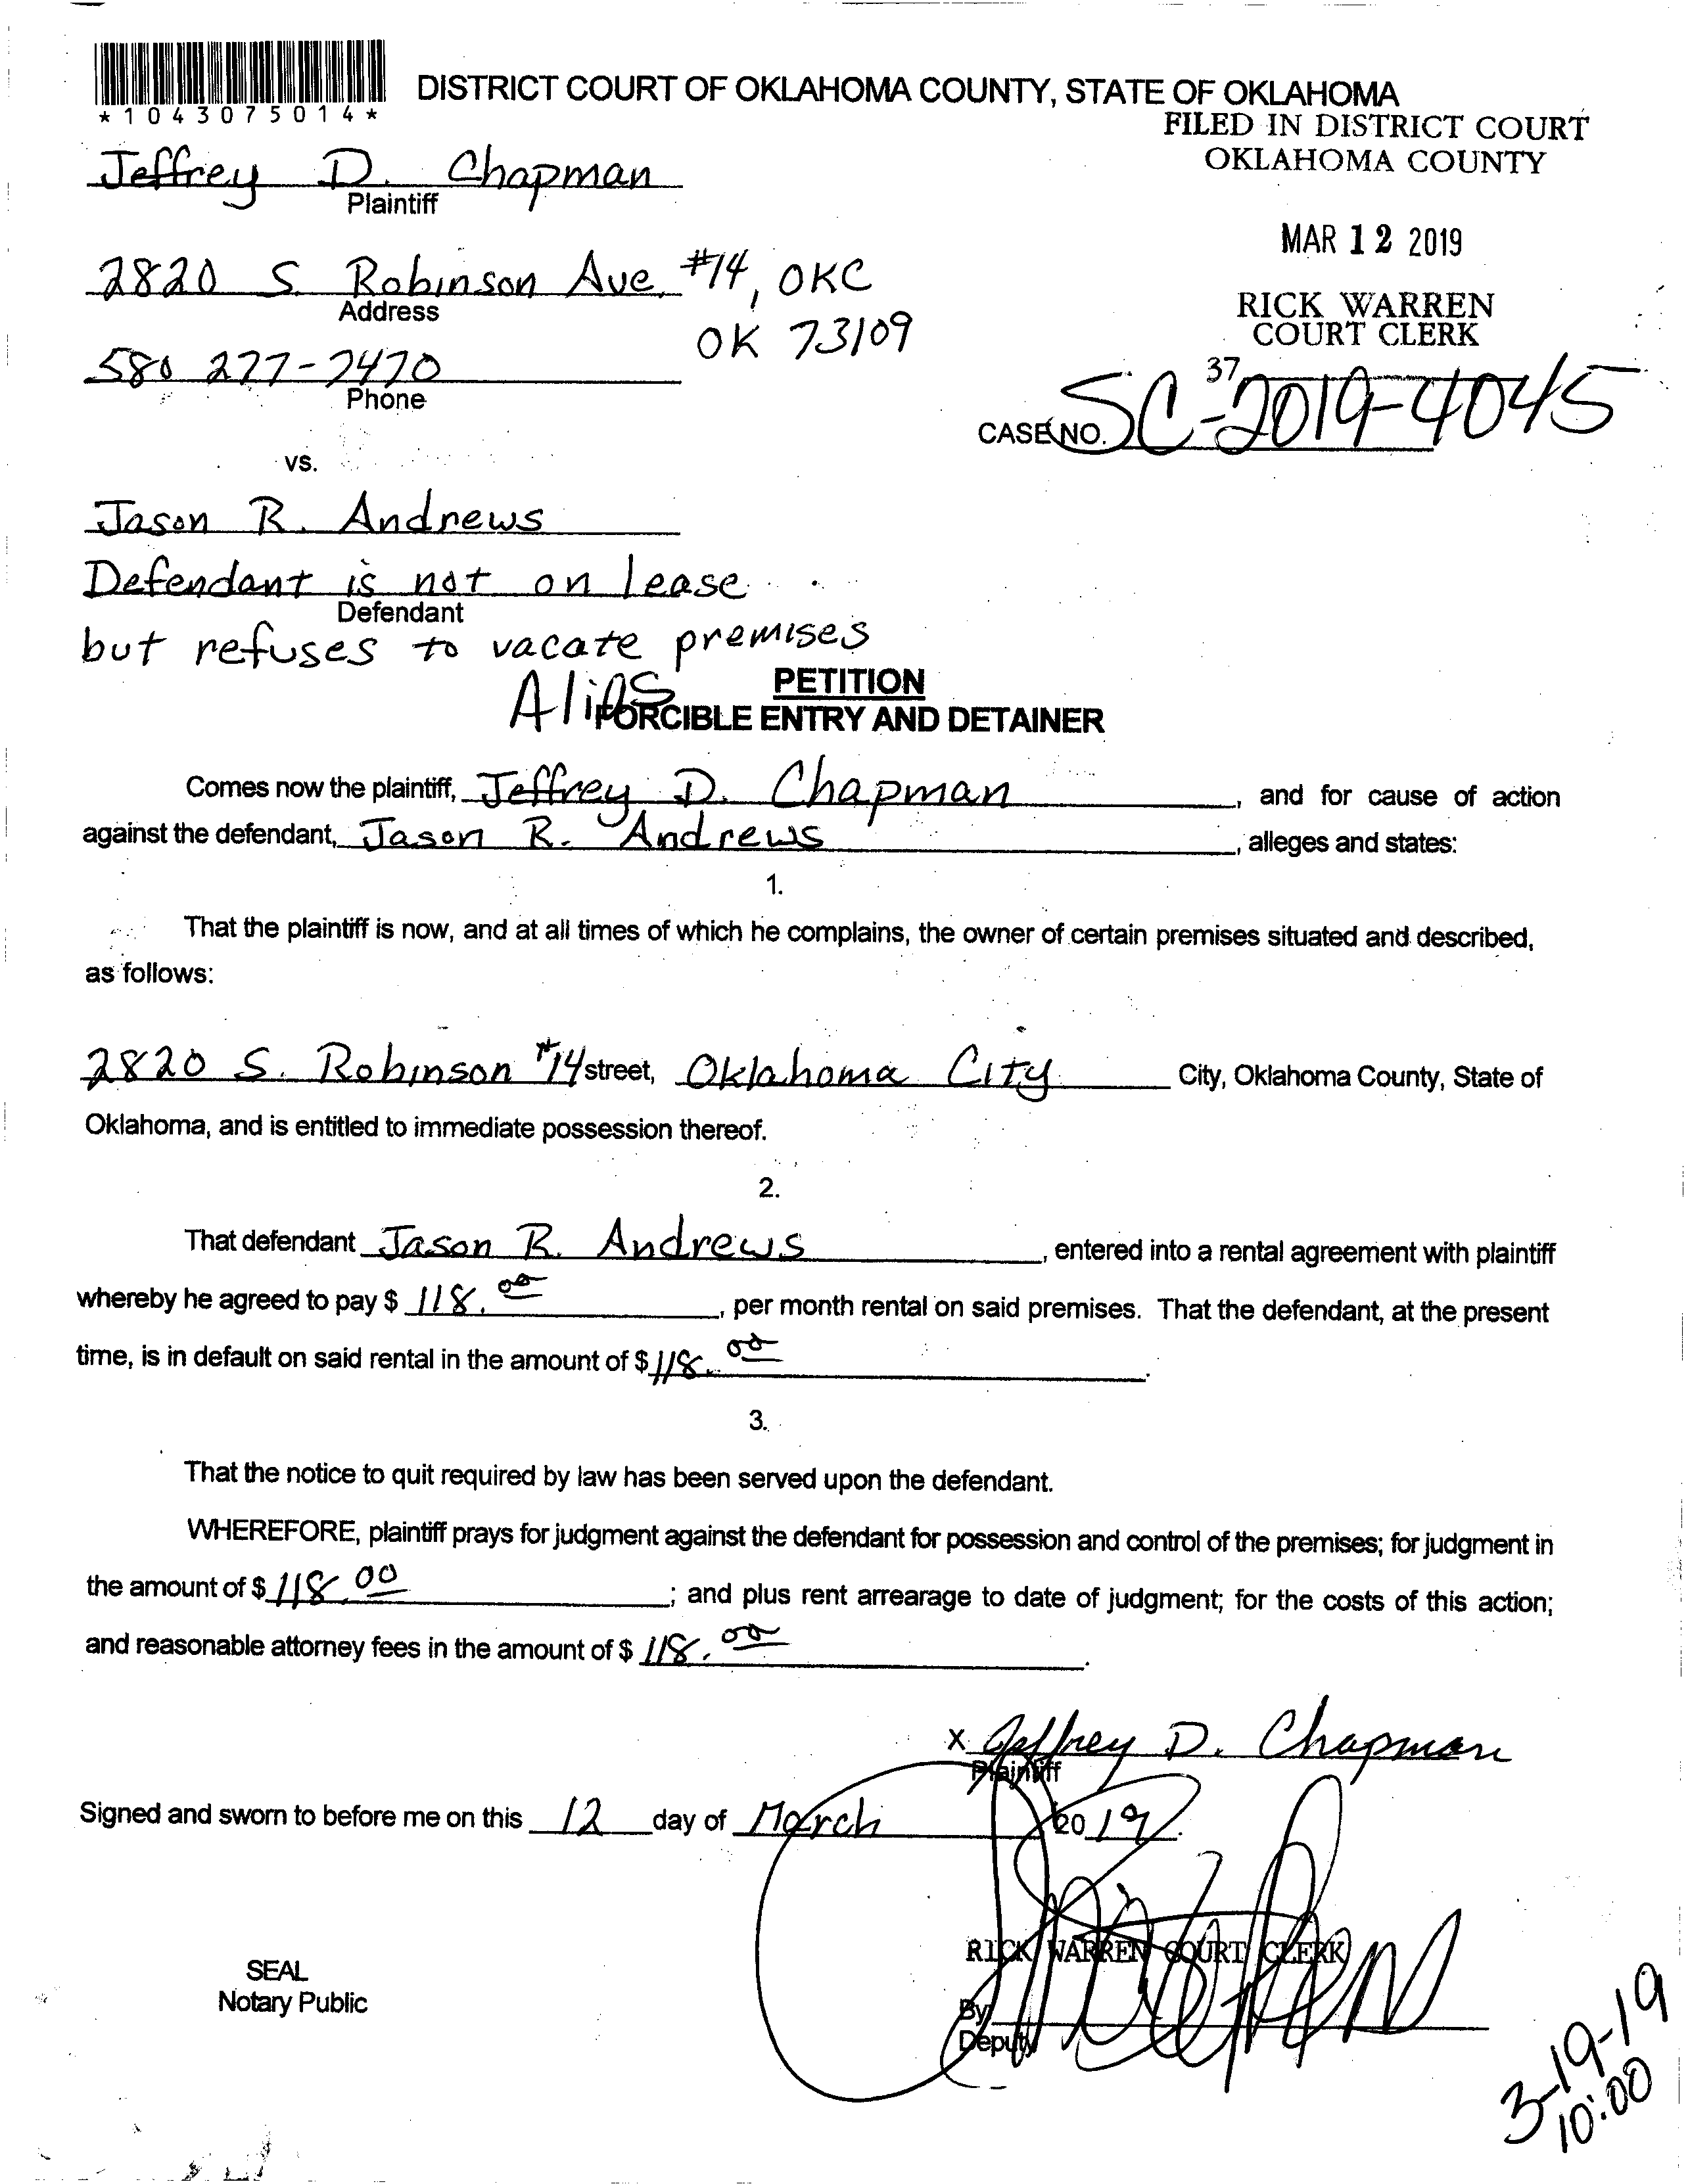 DISTRICT COURT OF OKLAHOMA COUNTY, STATE OF OKLAHOMA
*1043075014*
FILED IN DISTRICT COURT
OKLAHOMA COUNTY
Jeffrey D. Chapman
Plaintiff
MAR 12 2019
2820 S. Robinson Ave. #14, OKC
Address
OK 73109
RICK WARREN
COURT CLERK
580 277-7470
Phone
37
CASE NO. SC-2019-4045
vs.
Jason R. Andrews
Defendant is not on lease
Defendant
but refuses to vacate premises
PETITION
Alias FORCIBLE ENTRY AND DETAINER
Comes now the plaintiff, Jeffrey D. Chapman, and for cause of action
against the defendant, Jason R. Andrews, alleges and states:
1.
That the plaintiff is now, and at all times of which he complains, the owner of certain premises situated and described,
as follows:
2820 S. Robinson #14 street, Oklahoma City City, Oklahoma County, State of
Oklahoma, and is entitled to immediate possession thereof.
2.
That defendant Jason R. Andrews, entered into a rental agreement with plaintiff
whereby he agreed to pay $ 118.00, per month rental on said premises. That the defendant, at the present
time, is in default on said rental in the amount of $ 118.00.
3.
That the notice to quit required by law has been served upon the defendant.
WHEREFORE, plaintiff prays for judgment against the defendant for possession and control of the premises; for judgment in
the amount of $ 118.00; and plus rent arrearage to date of judgment; for the costs of this action;
and reasonable attorney fees in the amount of $ 118.00.
X Jeffrey D. Chapman
Plaintiff
Signed and sworn to before me on this 12 day of March 2019.
RICK WARREN COURT CLERK
SEAL
Notary Public
By
Deputy
3-19-19
10:00